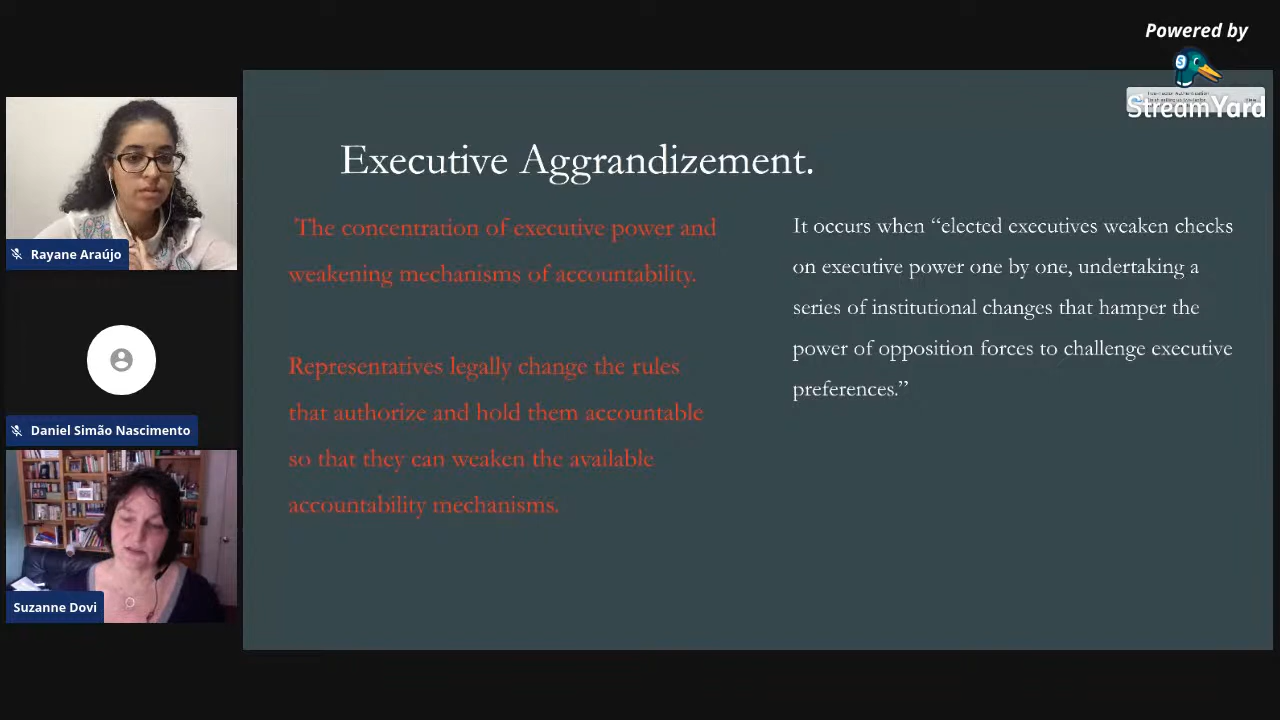 Powered by
StreamYard
Executive Aggrandizement.
The concentration of executive power and
weakening mechanisms of accountability.
Representatives legally change the rules
that authorize and hold them accountable
so that they can weaken the available
accountability mechanisms.
It occurs when “elected executives weaken checks
on executive power one by one, undertaking a
series of institutional changes that hamper the
power of opposition forces to challenge executive
preferences.”
Rayane Araújo
Daniel Simão Nascimento
Suzanne Dovi